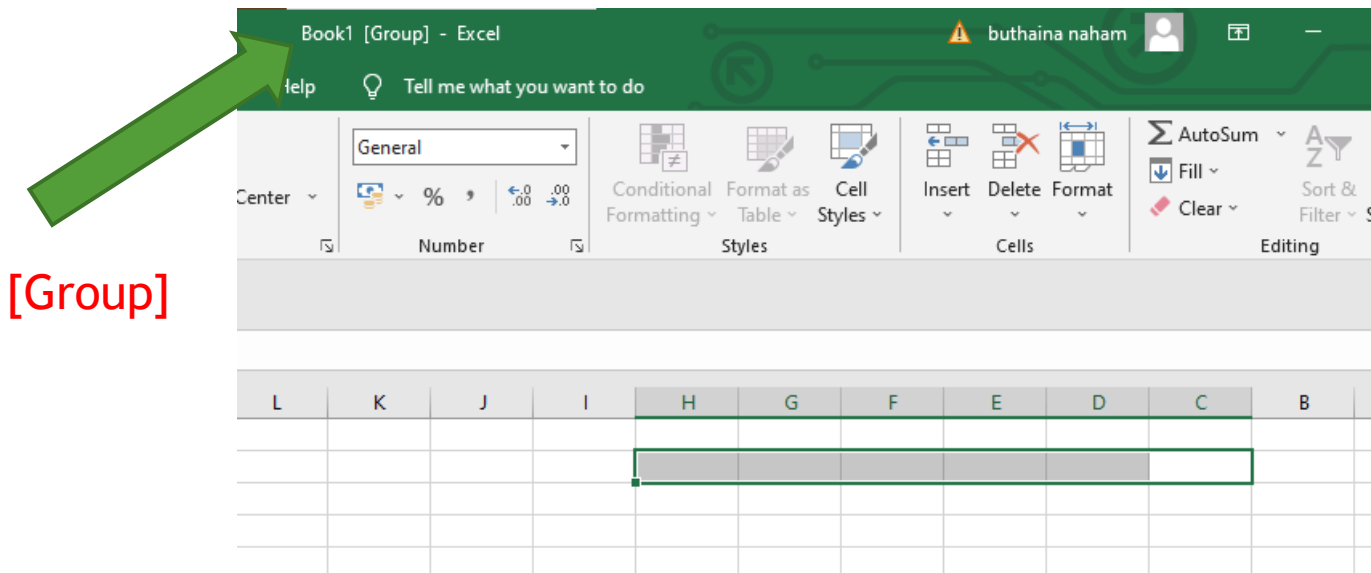 Book1 [Group] - Excel
buthaina naham
Help
Tell me what you want to do
General
Center
%
Conditional Formatting
Format as Table
Cell Styles
Insert
Delete
Format
AutoSum
Fill
Clear
Sort & Filter
Number
Styles
Cells
Editing
[Group]
L K J I H G F E D C B